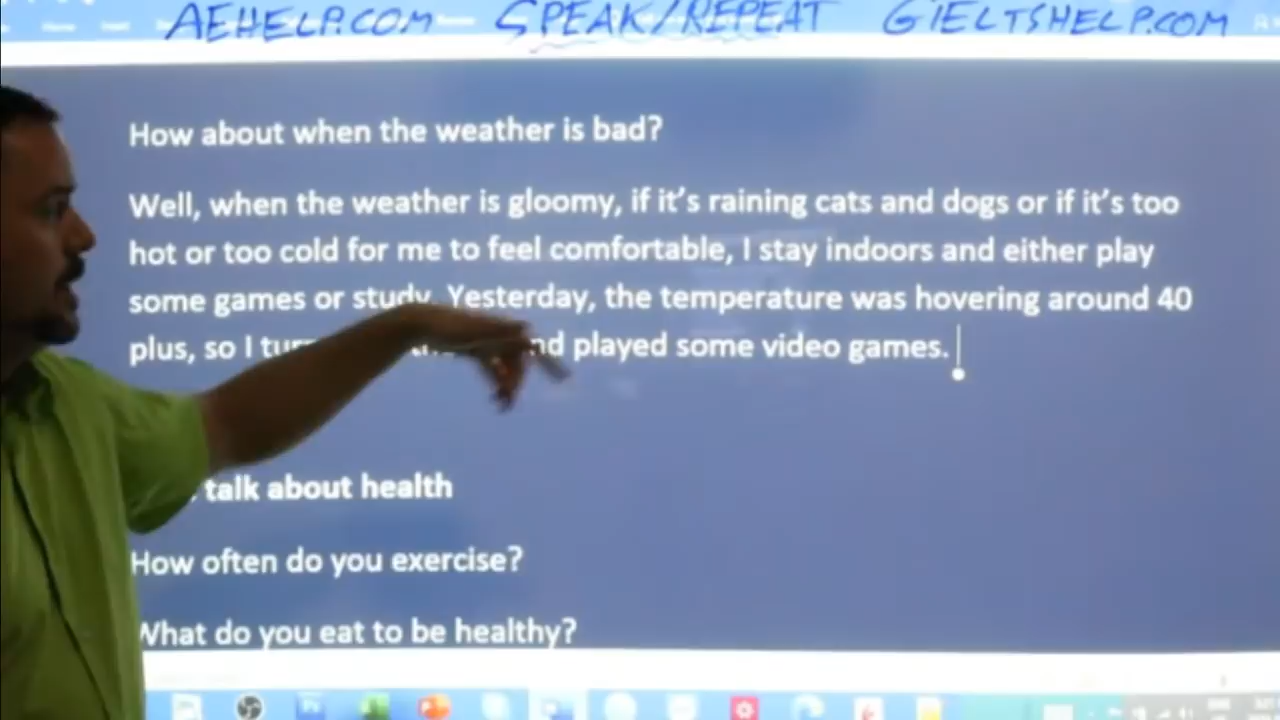 AEHELP.COM SPEAK/REPEAT GIELTSHELP.COM
How about when the weather is bad?
Well, when the weather is gloomy, if it's raining cats and dogs or if it's too
hot or too cold for me to feel comfortable, I stay indoors and either play
some games or study. Yesterday, the temperature was hovering around 40
plus, so I played some video games.
talk about health
How often do you exercise?
What do you eat to be healthy?